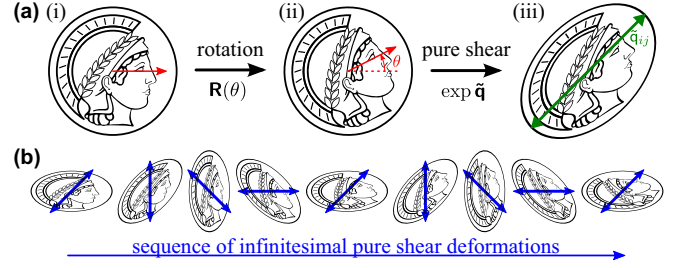 (a) (i) (ii) (iii)
rotation pure shear
R(θ) θ exp q̃ q̃ij
(b)
sequence of infinitesimal pure shear deformations